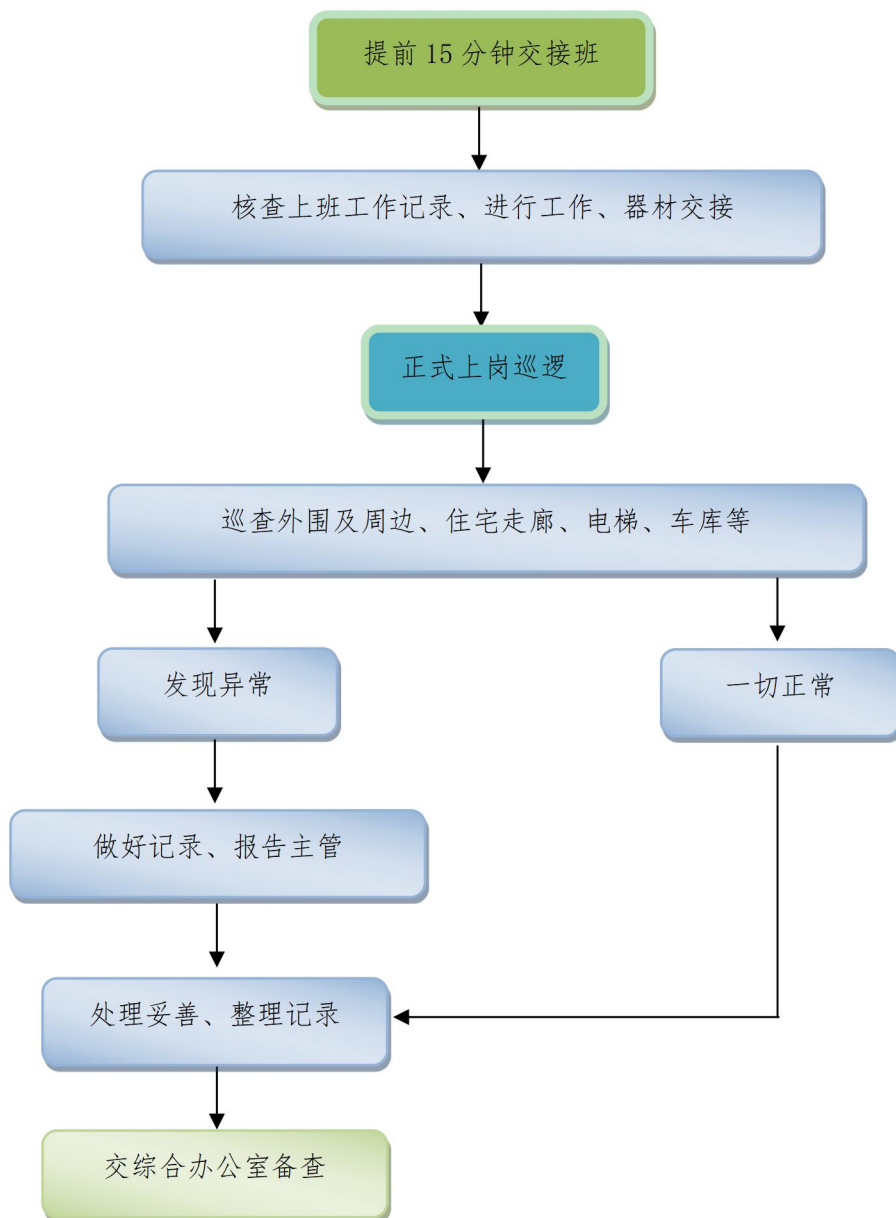 提前15分钟交接班
核查上班工作记录、进行工作、器材交接
正式上岗巡逻
巡查外围及周边、住宅走廊、电梯、车库等
发现异常
一切正常
做好记录、报告主管
处理妥善、整理记录
交综合办公室备查